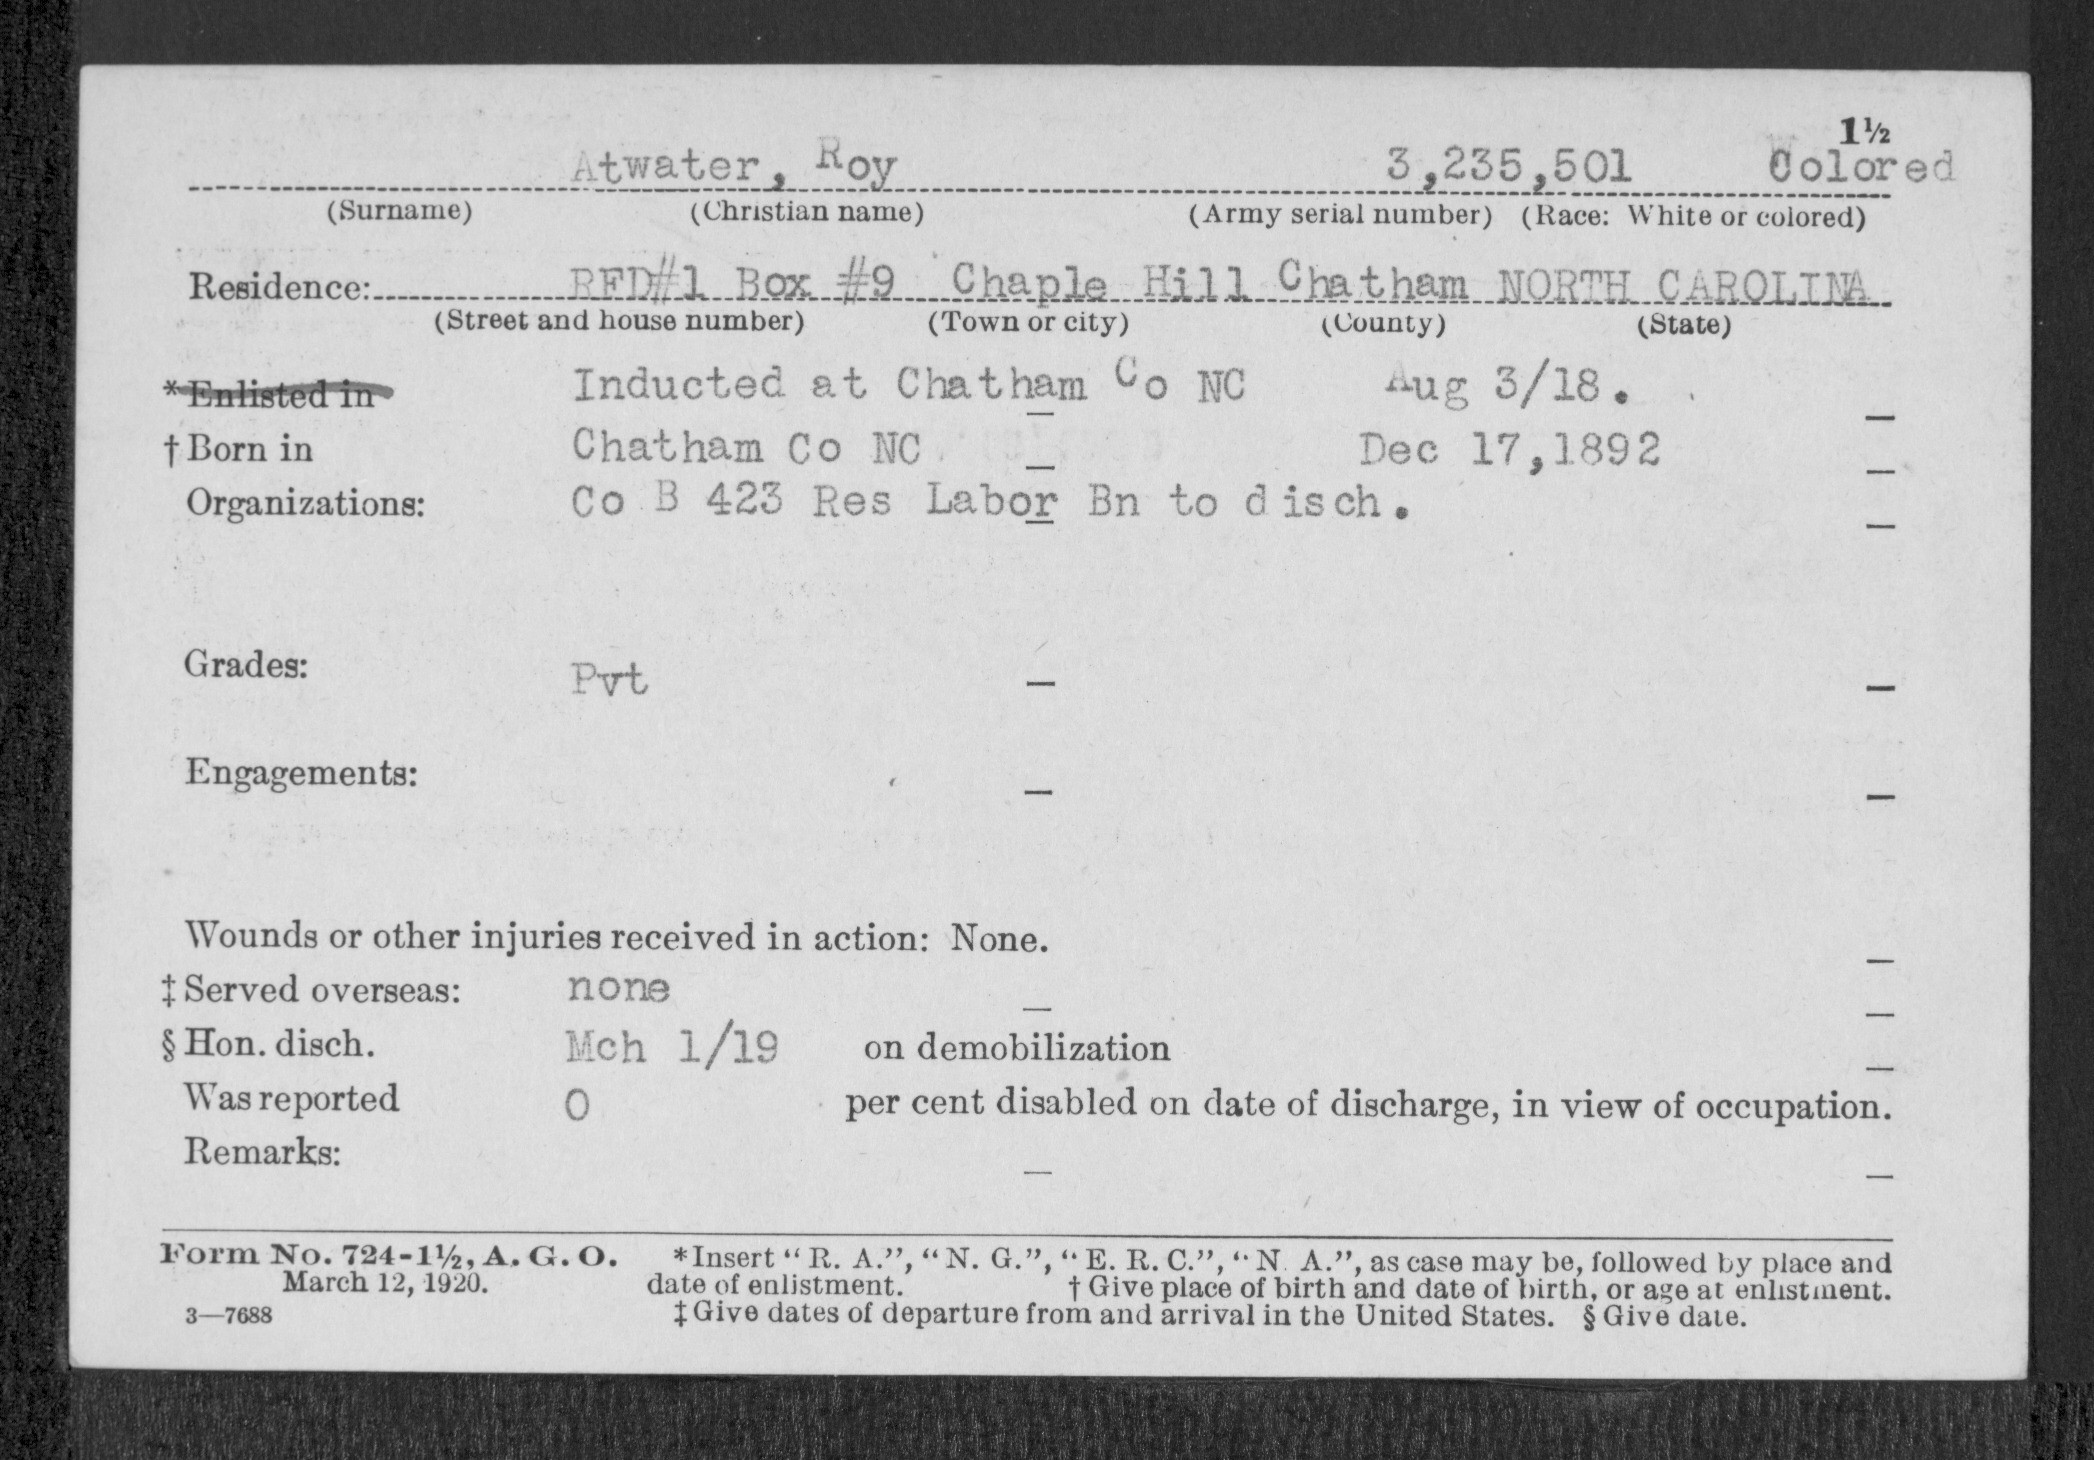 1½
Atwater, Roy 3,235,501 Colored
(Surname) (Christian name) (Army serial number) (Race: White or colored)
Residence: RFD#1 Box #9 Chaple Hill Chatham NORTH CAROLINA
(Street and house number) (Town or city) (County) (State)
*Enlisted in Inducted at Chatham Co NC Aug 3/18.
†Born in Chatham Co NC Dec 17,1892
Organizations: Co B 423 Res Labor Bn to disch.
Grades: Pvt
Engagements:
Wounds or other injuries received in action: None.
‡Served overseas: none
§Hon. disch. Mch 1/19 on demobilization
Was reported 0 per cent disabled on date of discharge, in view of occupation.
Remarks:
Form No. 724-1½, A. G. O. *Insert "R. A.", "N. G.", "E. R. C.", "N. A.", as case may be, followed by place and
March 12, 1920. date of enlistment. †Give place of birth and date of birth, or age at enlistment.
3—7688 ‡Give dates of departure from and arrival in the United States. §Give date.